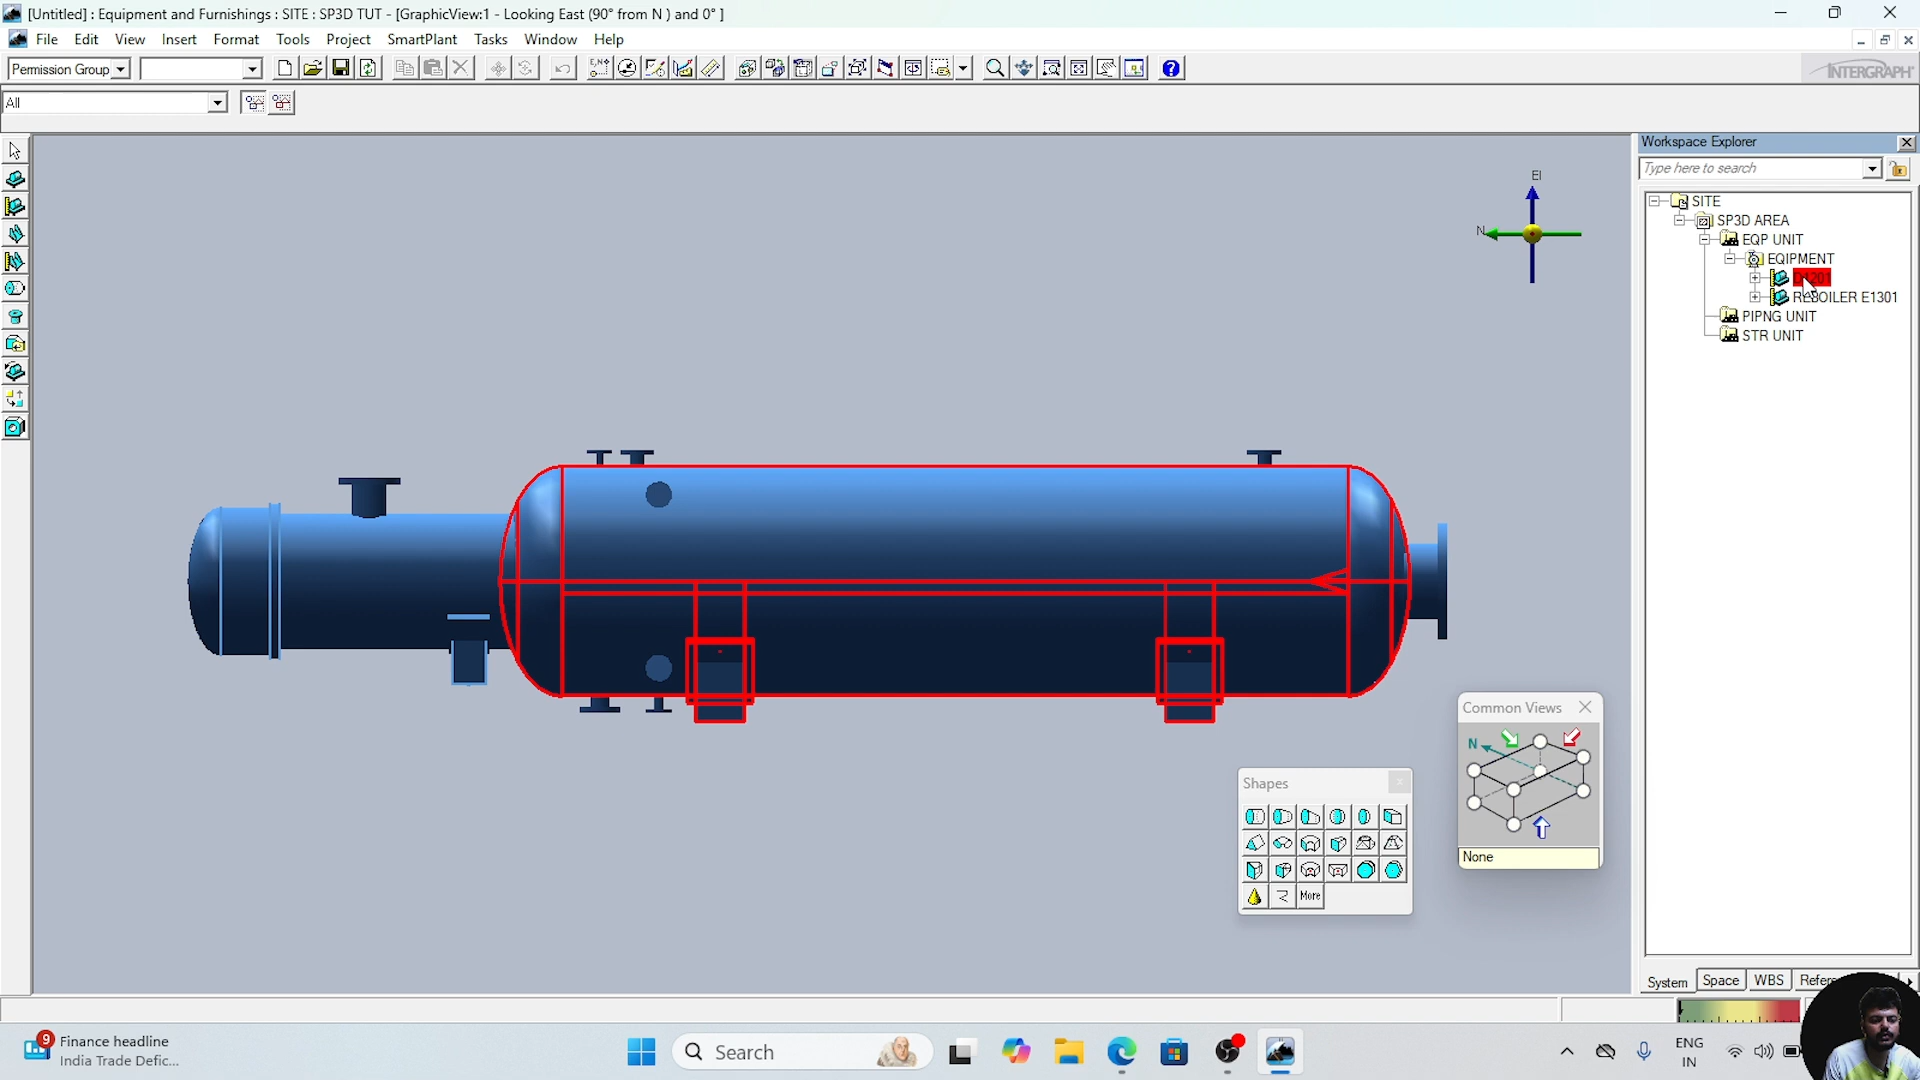 [Untitled] : Equipment and Furnishings : SITE : SP3D TUT - [GraphicView:1 - Looking East (90° from N ) and 0° ]
File Edit View Insert Format Tools Project SmartPlant Tasks Window Help
Permission Group
INTERGRAPH
All
Workspace Explorer
Type here to search
SITE
SP3D AREA
EQP UNIT
EQIPMENT
D1201
REBOILER E1301
PIPNG UNIT
STR UNIT
El
N
Common Views
N
None
Shapes
More
System Space WBS
9
Finance headline
India Trade Defic...
Search
ENG
IN